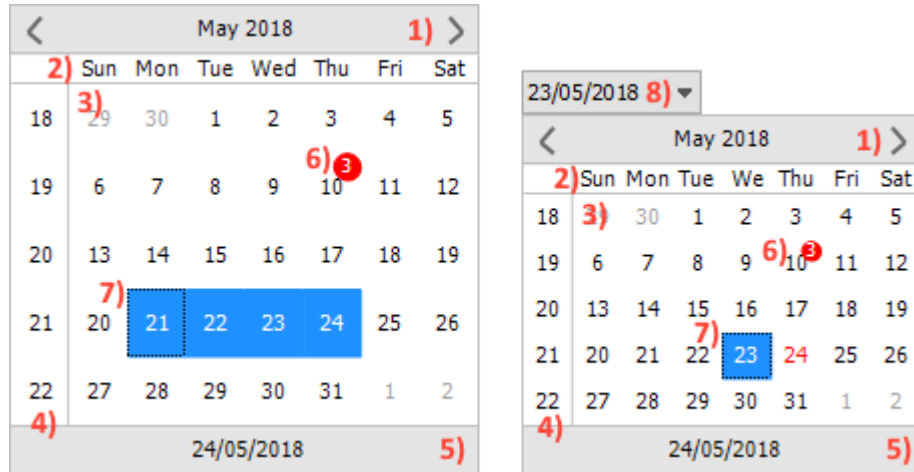 May 2018 1)
2) Sun Mon Tue Wed Thu Fri Sat
3)
18 29 30 1 2 3 4 5
6) 3
19 6 7 8 9 10 11 12
20 13 14 15 16 17 18 19
7)
21 20 21 22 23 24 25 26
22 27 28 29 30 31 1 2
4)
24/05/2018 5)
23/05/2018 8)
May 2018 1)
2) Sun Mon Tue We Thu Fri Sat
18 3) 29 30 1 2 3 4 5
6) 3
19 6 7 8 9 10 11 12
20 13 14 15 16 17 18 19
7)
21 20 21 22 23 24 25 26
22 27 28 29 30 31 1 2
4)
24/05/2018 5)